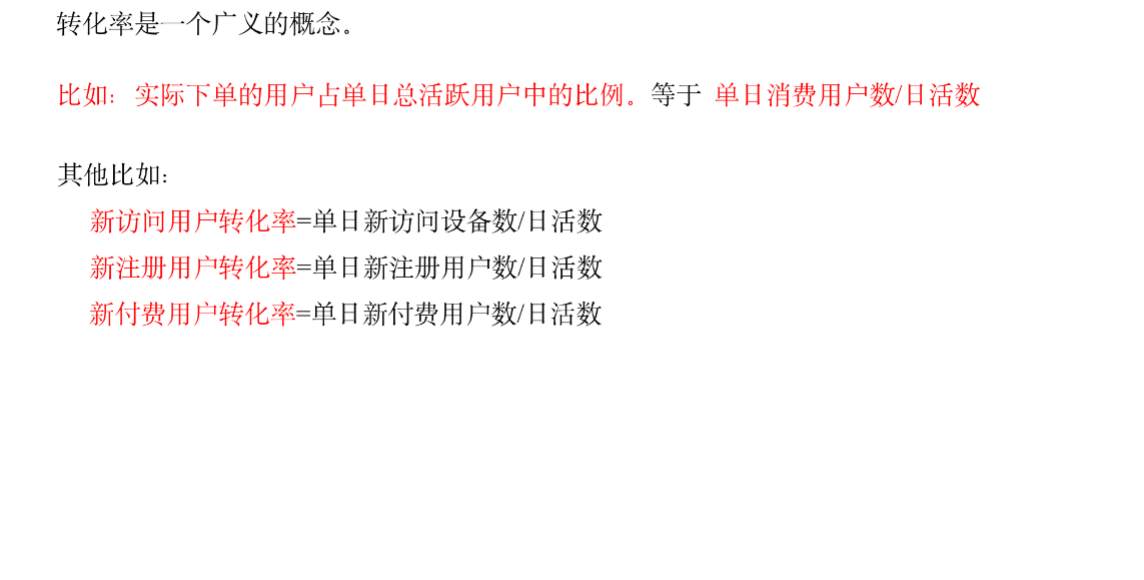 转化率是一个广义的概念。
比如：实际下单的用户占单日总活跃用户中的比例。等于 单日消费用户数/日活数
其他比如：
新访问用户转化率=单日新访问设备数/日活数
新注册用户转化率=单日新注册用户数/日活数
新付费用户转化率=单日新付费用户数/日活数